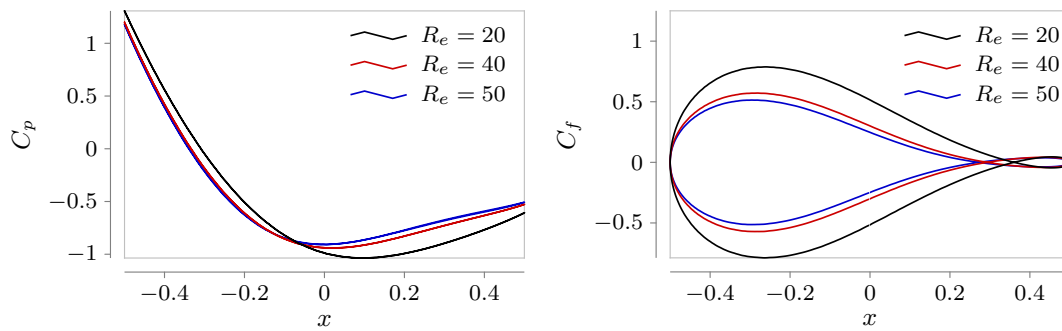 1
0.5
0
−0.5
−1
C_p
R_e = 20
R_e = 40
R_e = 50
−0.4 −0.2 0 0.2 0.4
x
1
0.5
0
−0.5
C_f
R_e = 20
R_e = 40
R_e = 50
−0.4 −0.2 0 0.2 0.4
x